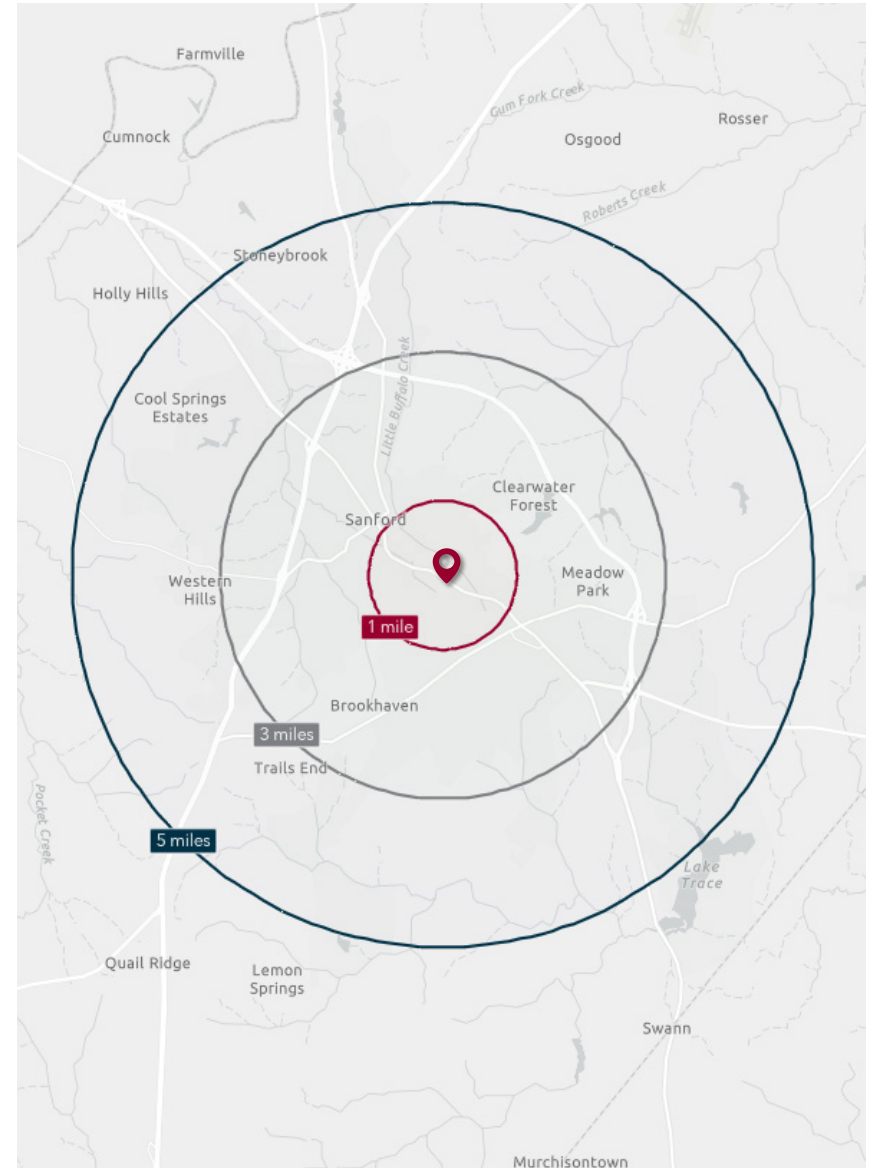 Farmville
Cumnock
Gum Fork Creek
Rosser
Osgood
Roberts Creek
Stoneybrook
Holly Hills
Little Buffalo Creek
Cool Springs
Estates
Clearwater
Forest
Sanford
Western
Hills
Meadow
Park
1 mile
Brookhaven
3 miles
Trails End
Pocket Creek
5 miles
Lake
Trace
Quail Ridge
Lemon
Springs
Swann
Murchisontown